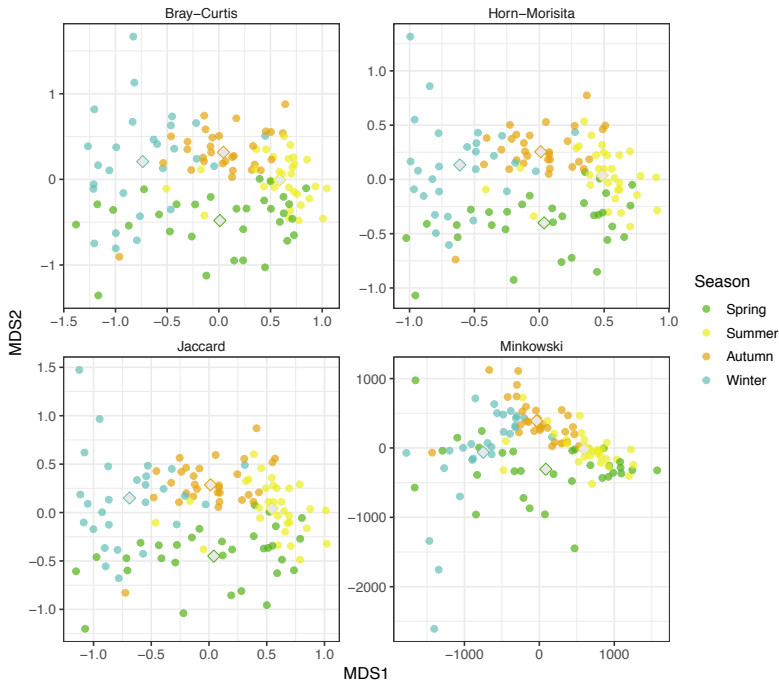 Bray−Curtis
Horn−Morisita
1
0
−1
−1.5 −1.0 −0.5 0.0 0.5 1.0
1.0
0.5
0.0
−0.5
−1.0
−1.0 −0.5 0.0 0.5 1.0
Jaccard
Minkowski
1.5
1.0
0.5
0.0
−0.5
−1.0
−1.0 −0.5 0.0 0.5 1.0
1000
0
−1000
−2000
−1000 0 1000
MDS2
MDS1
Season
Spring
Summer
Autumn
Winter